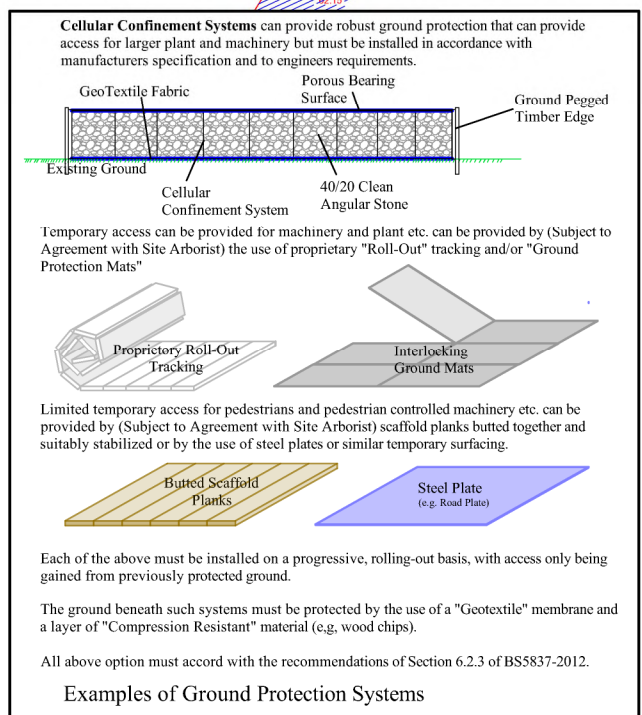 Cellular Confinement Systems can provide robust ground protection that can provide
access for larger plant and machinery but must be installed in accordance with
manufacturers specification and to engineers requirements.
GeoTextile Fabric
Porous Bearing
Surface
Ground Pegged
Timber Edge
Existing Ground
Cellular
Confinement System
40/20 Clean
Angular Stone
Temporary access can be provided for machinery and plant etc. can be provided by (Subject to
Agreement with Site Arborist) the use of proprietary "Roll-Out" tracking and/or "Ground
Protection Mats"
Proprictory Roll-Out
Tracking
Interlocking
Ground Mats
Limited temporary access for pedestrians and pedestrian controlled machinery etc. can be
provided by (Subject to Agreement with Site Arborist) scaffold planks butted together and
suitably stabilized or by the use of steel plates or similar temporary surfacing.
Butted Scaffold
Planks
Steel Plate
(e.g. Road Plate)
Each of the above must be installed on a progressive, rolling-out basis, with access only being
gained from previously protected ground.
The ground beneath such systems must be protected by the use of a "Geotextile" membrane and
a layer of "Compression Resistant" material (e,g, wood chips).
All above option must accord with the recommendations of Section 6.2.3 of BS5837-2012.
Examples of Ground Protection Systems